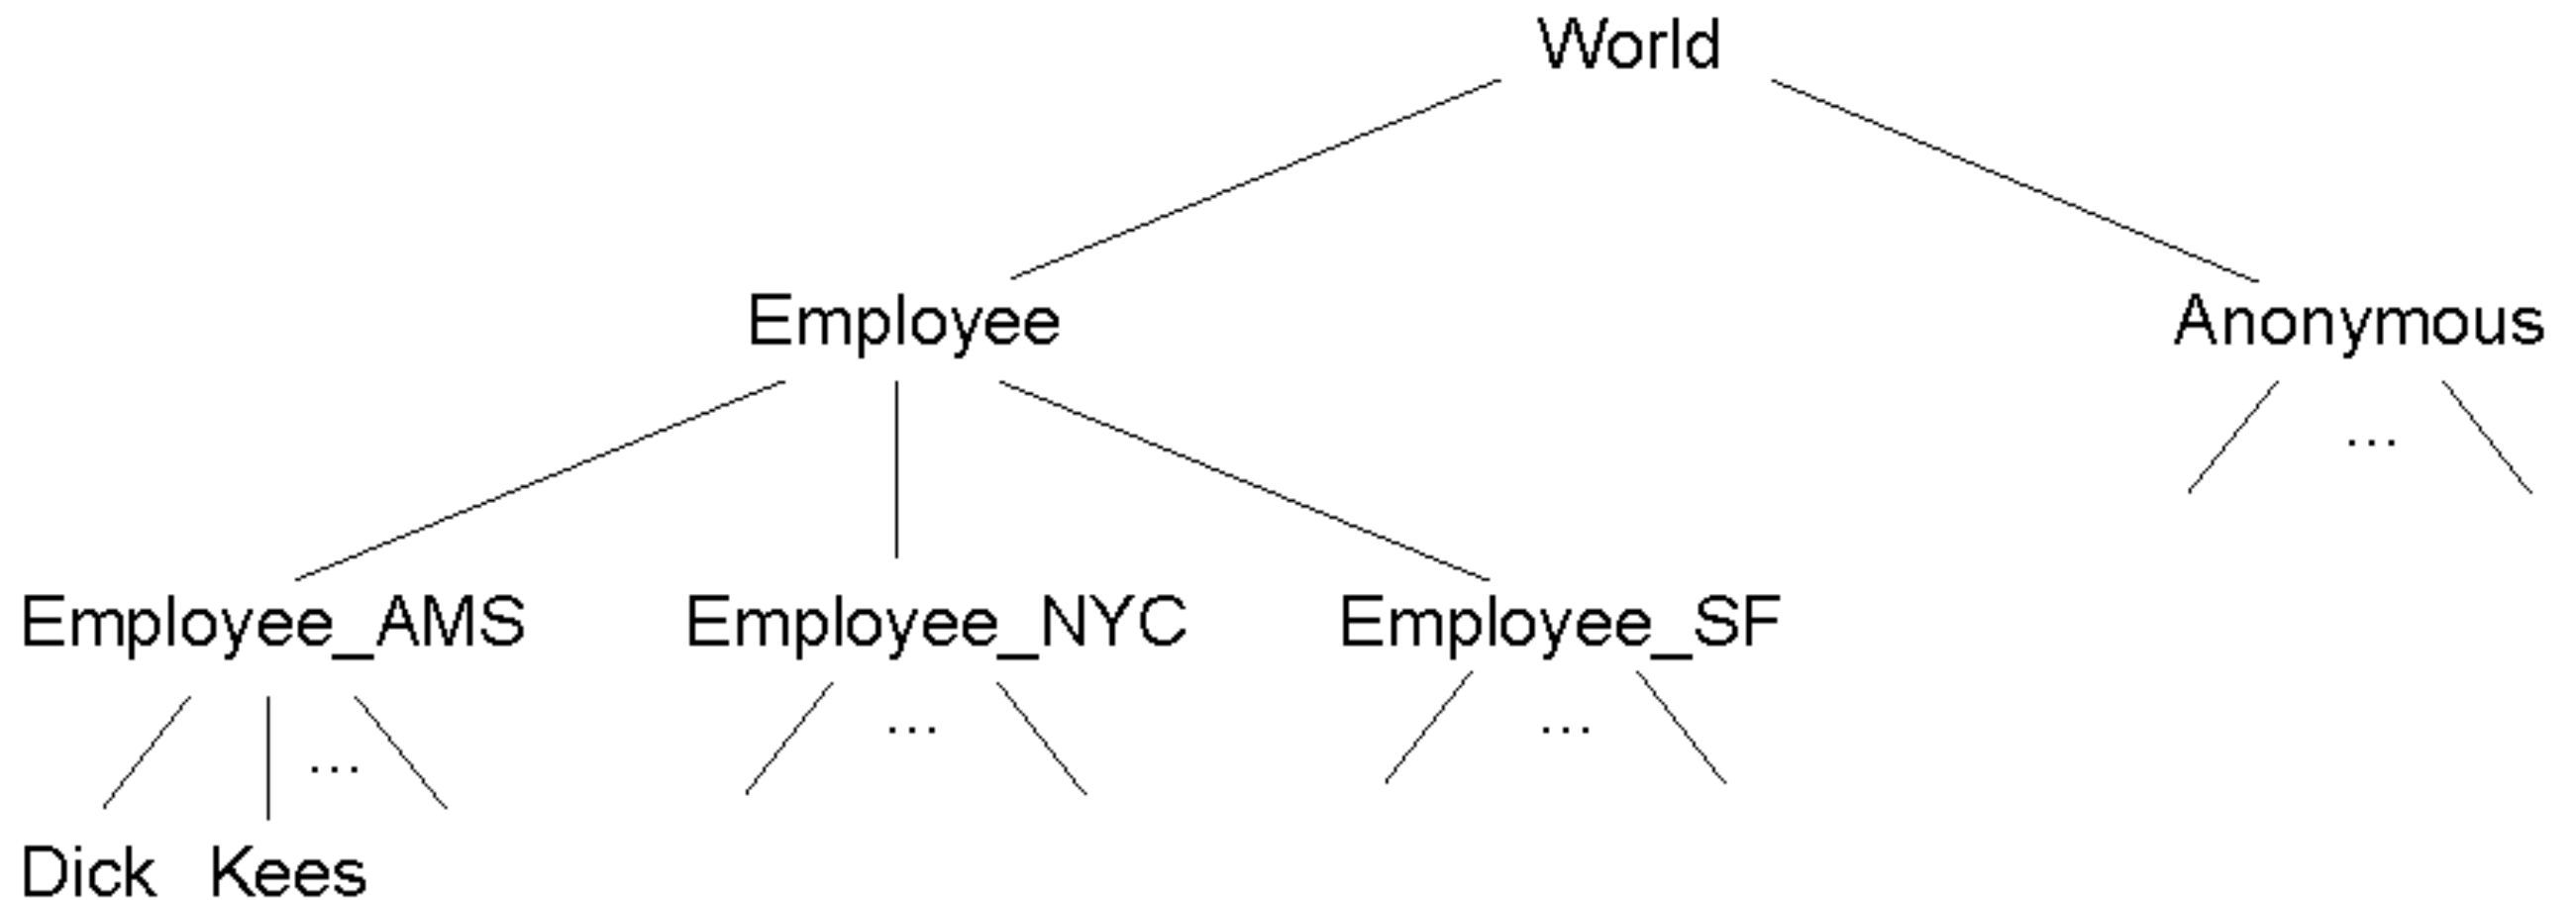 World
Employee Anonymous
...
Employee_AMS Employee_NYC Employee_SF
... ... ...
Dick Kees